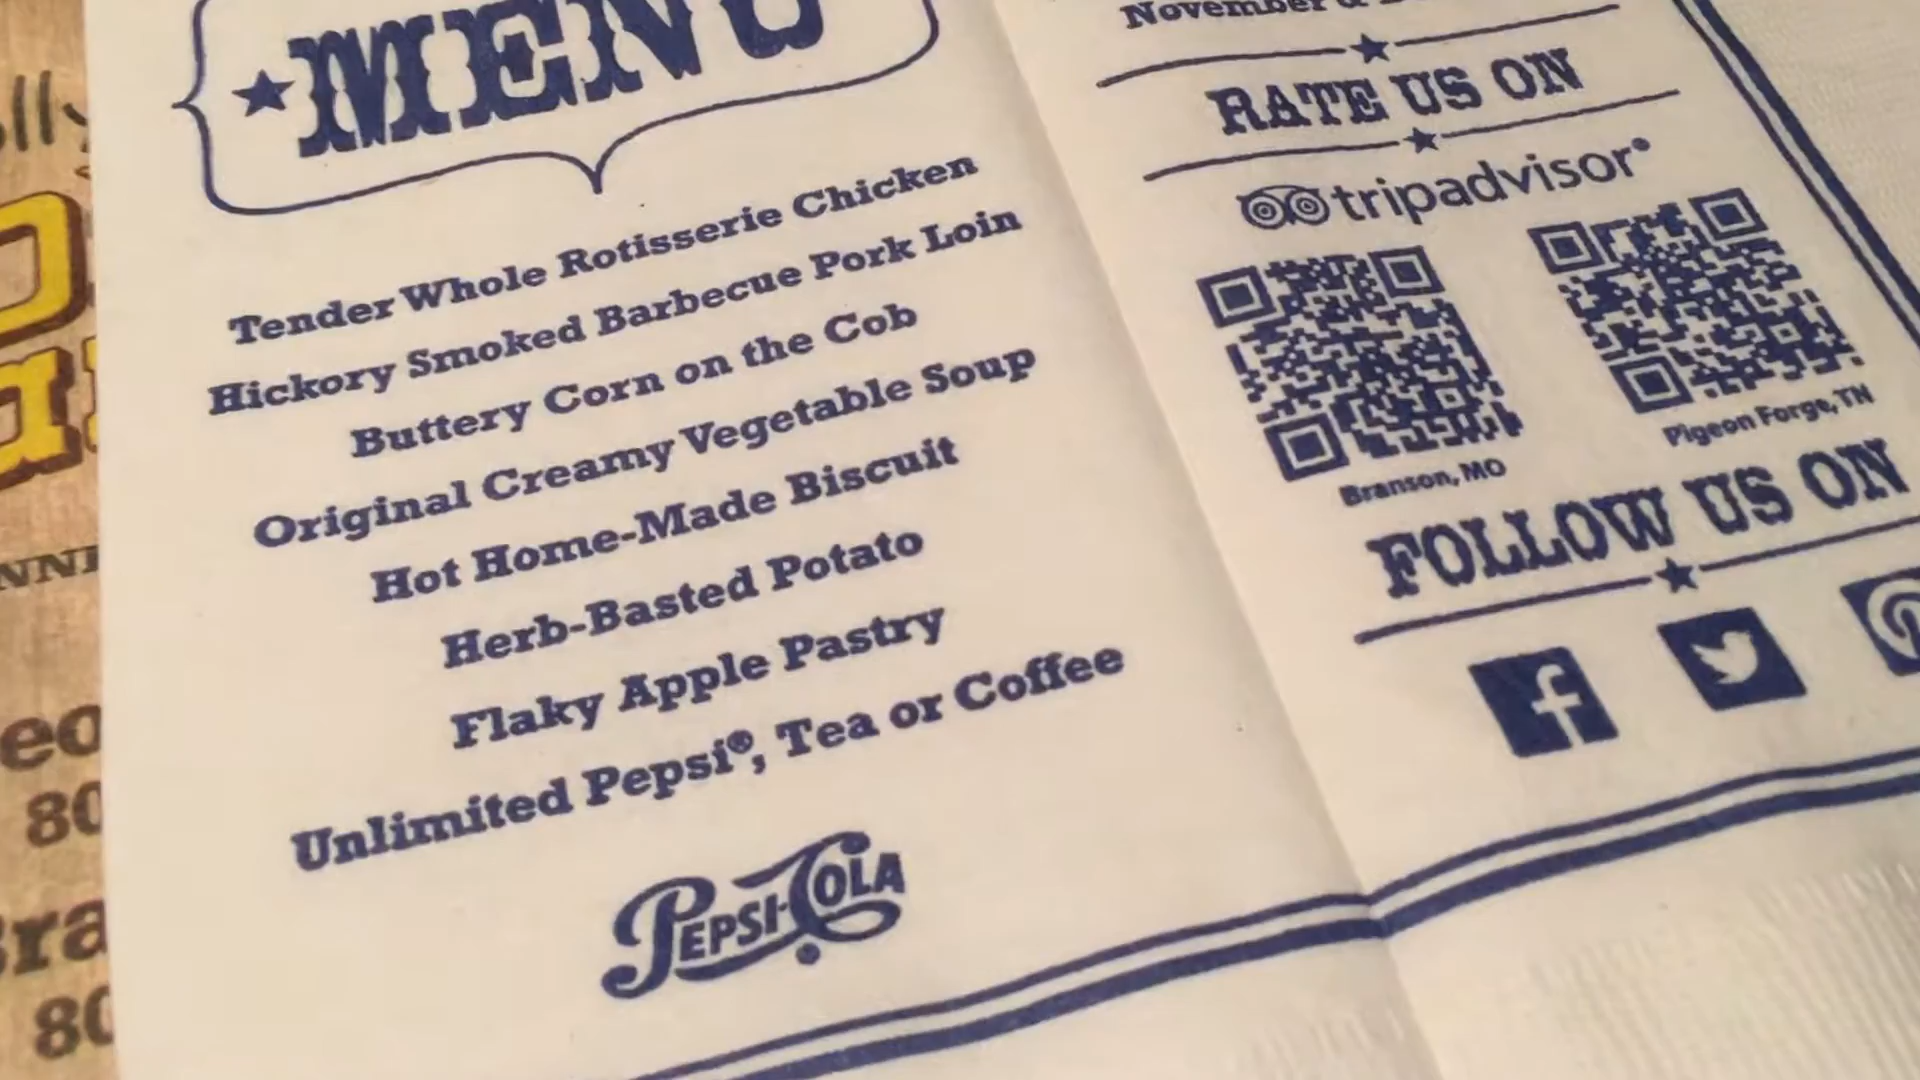 MENU
Tender Whole Rotisserie Chicken
Hickory Smoked Barbecue Pork Loin
Buttery Corn on the Cob
Original Creamy Vegetable Soup
Hot Home-Made Biscuit
Herb-Basted Potato
Flaky Apple Pastry
Unlimited Pepsi®, Tea or Coffee
PEPSI-COLA
November &
RATE US ON
tripadvisor®
Branson, MO
Pigeon Forge, TN
FOLLOW US ON